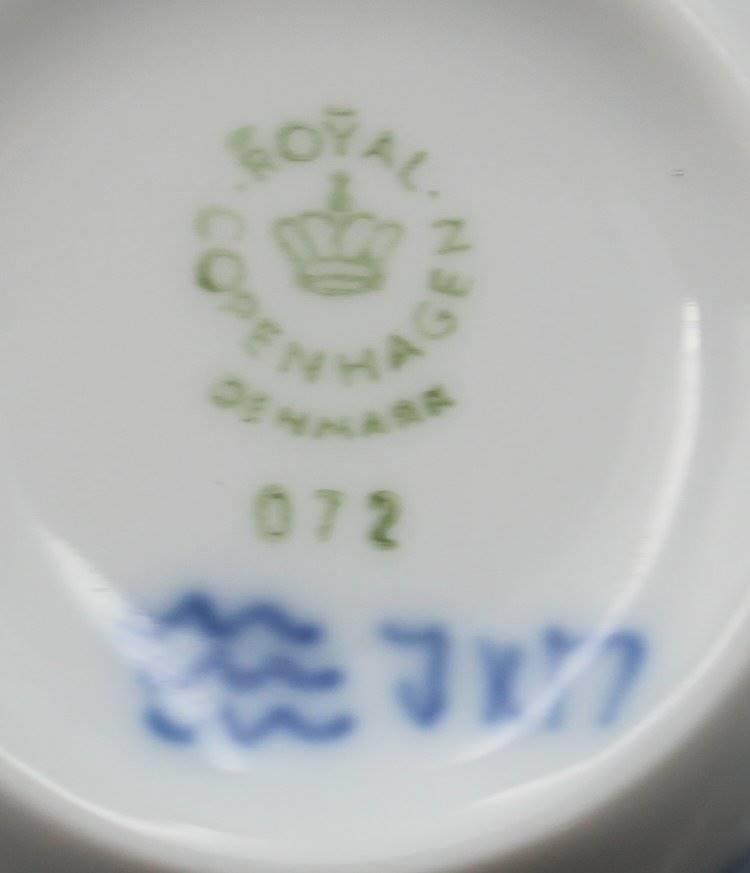 ROYAL
COPENHAGEN
DENMARK
072